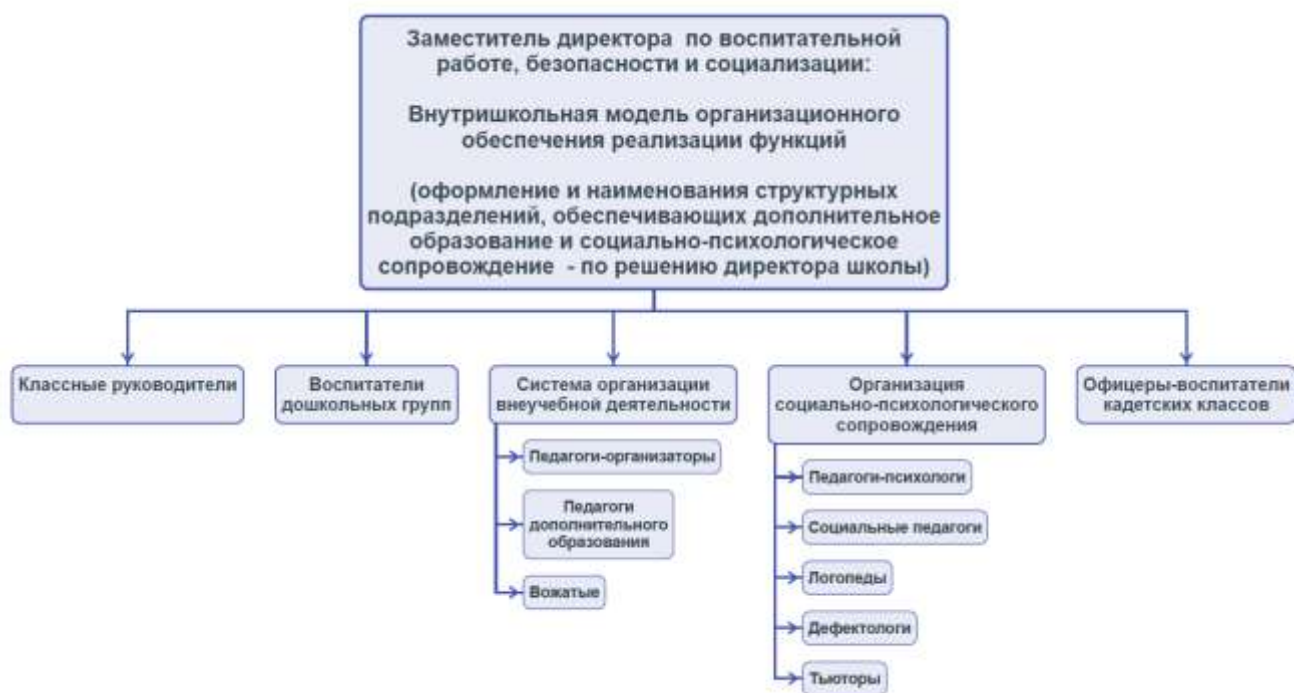 Заместитель директора по воспитательной
работе, безопасности и социализации:
Внутришкольная модель организационного
обеспечения реализации функций
(оформление и наименования структурных
подразделений, обеспечивающих дополнительное
образование и социально-психологическое
сопровождение - по решению директора школы)
Классные руководители
Воспитатели
дошкольных групп
Система организации
внеучебной деятельности
Педагоги-организаторы
Педагоги
дополнительного
образования
Вожатые
Организация
социально-психологического
сопровождения
Педагоги-психологи
Социальные педагоги
Логопеды
Дефектологи
Тьюторы
Офицеры-воспитатели
кадетских классов